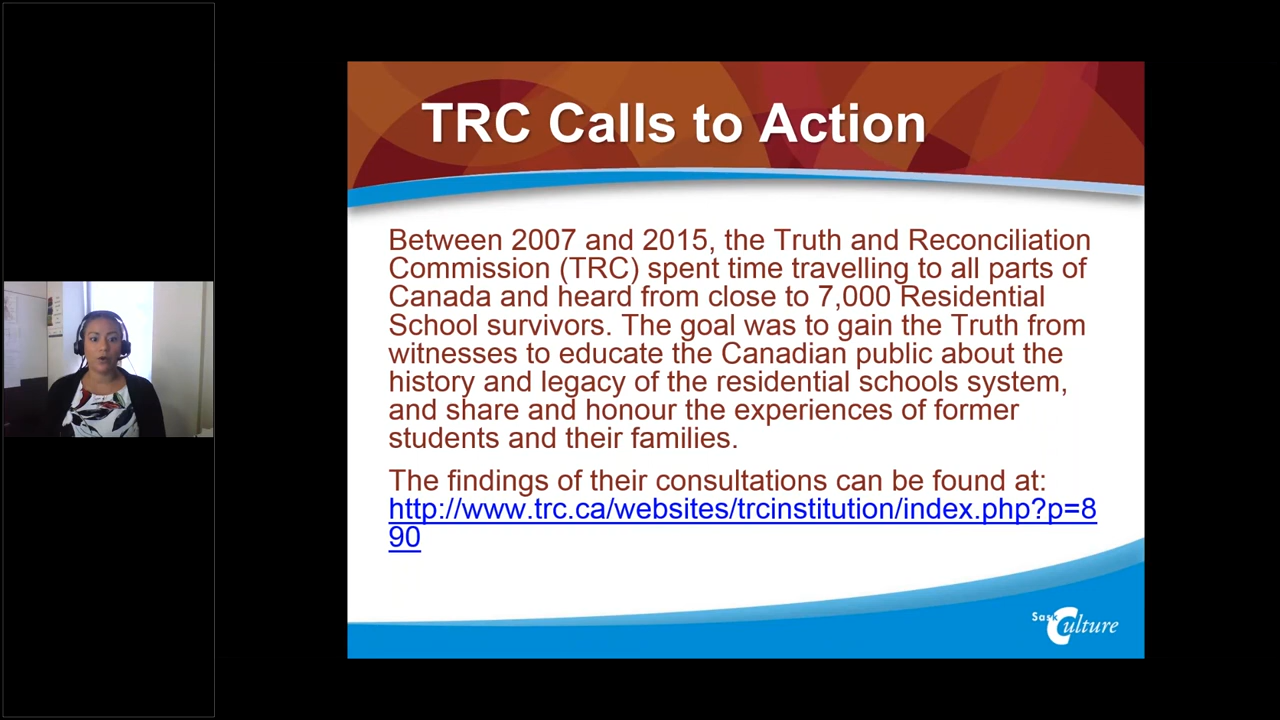 TRC Calls to Action
Between 2007 and 2015, the Truth and Reconciliation
Commission (TRC) spent time travelling to all parts of
Canada and heard from close to 7,000 Residential
School survivors. The goal was to gain the Truth from
witnesses to educate the Canadian public about the
history and legacy of the residential schools system,
and share and honour the experiences of former
students and their families.
The findings of their consultations can be found at:
http://www.trc.ca/websites/trcinstitution/index.php?p=8
90
Sask Culture